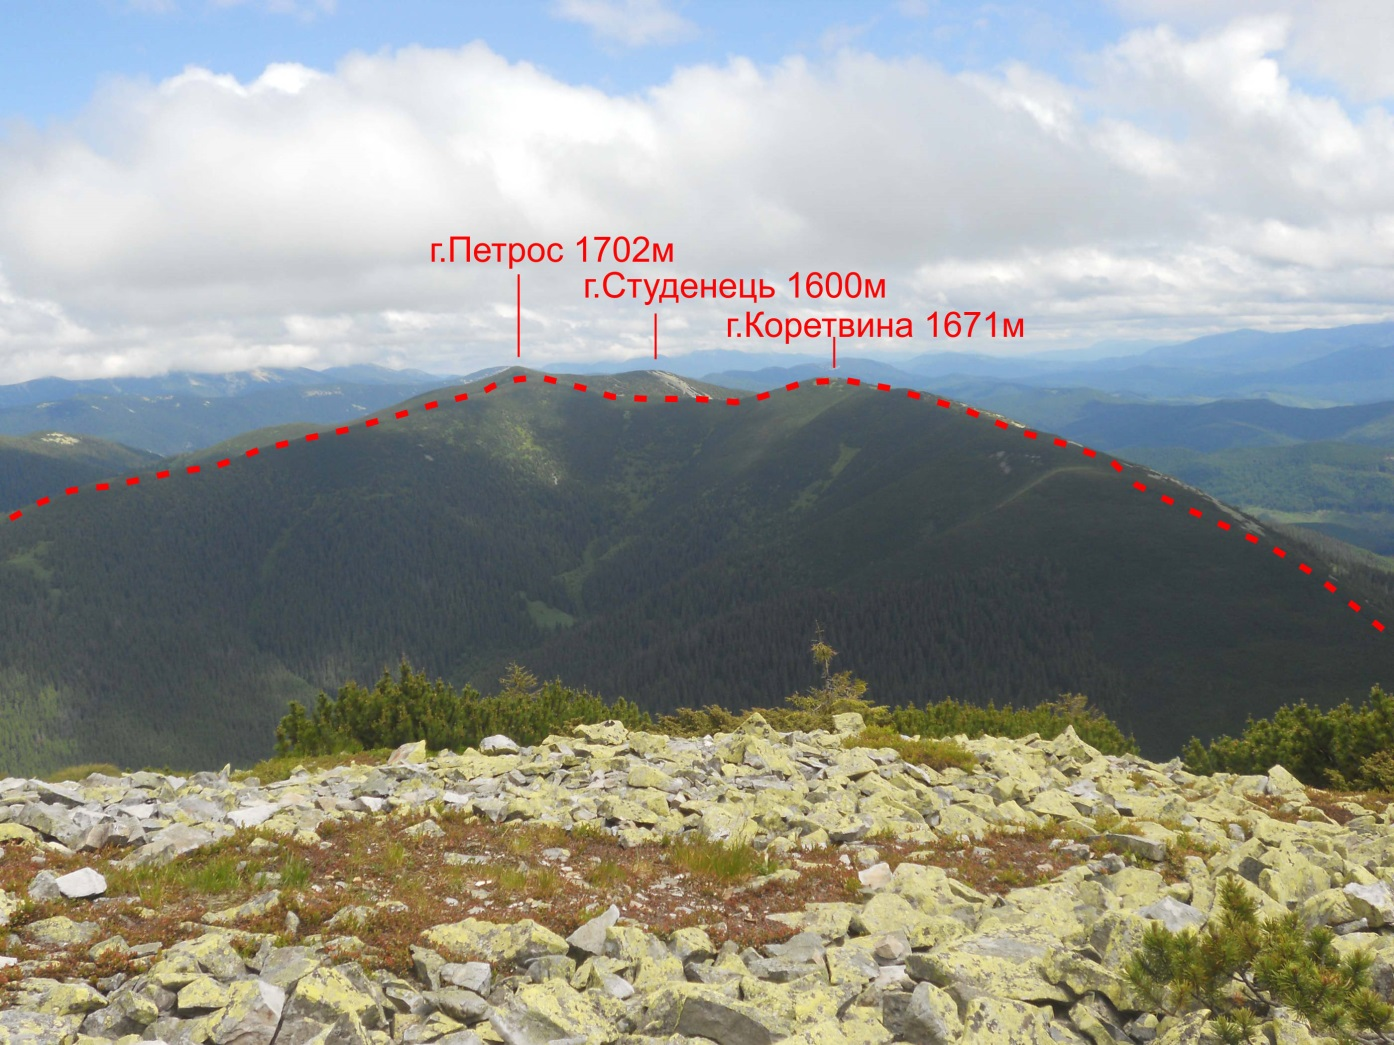 г.Петрос 1702м
г.Студенець 1600м
г.Коретвина 1671м